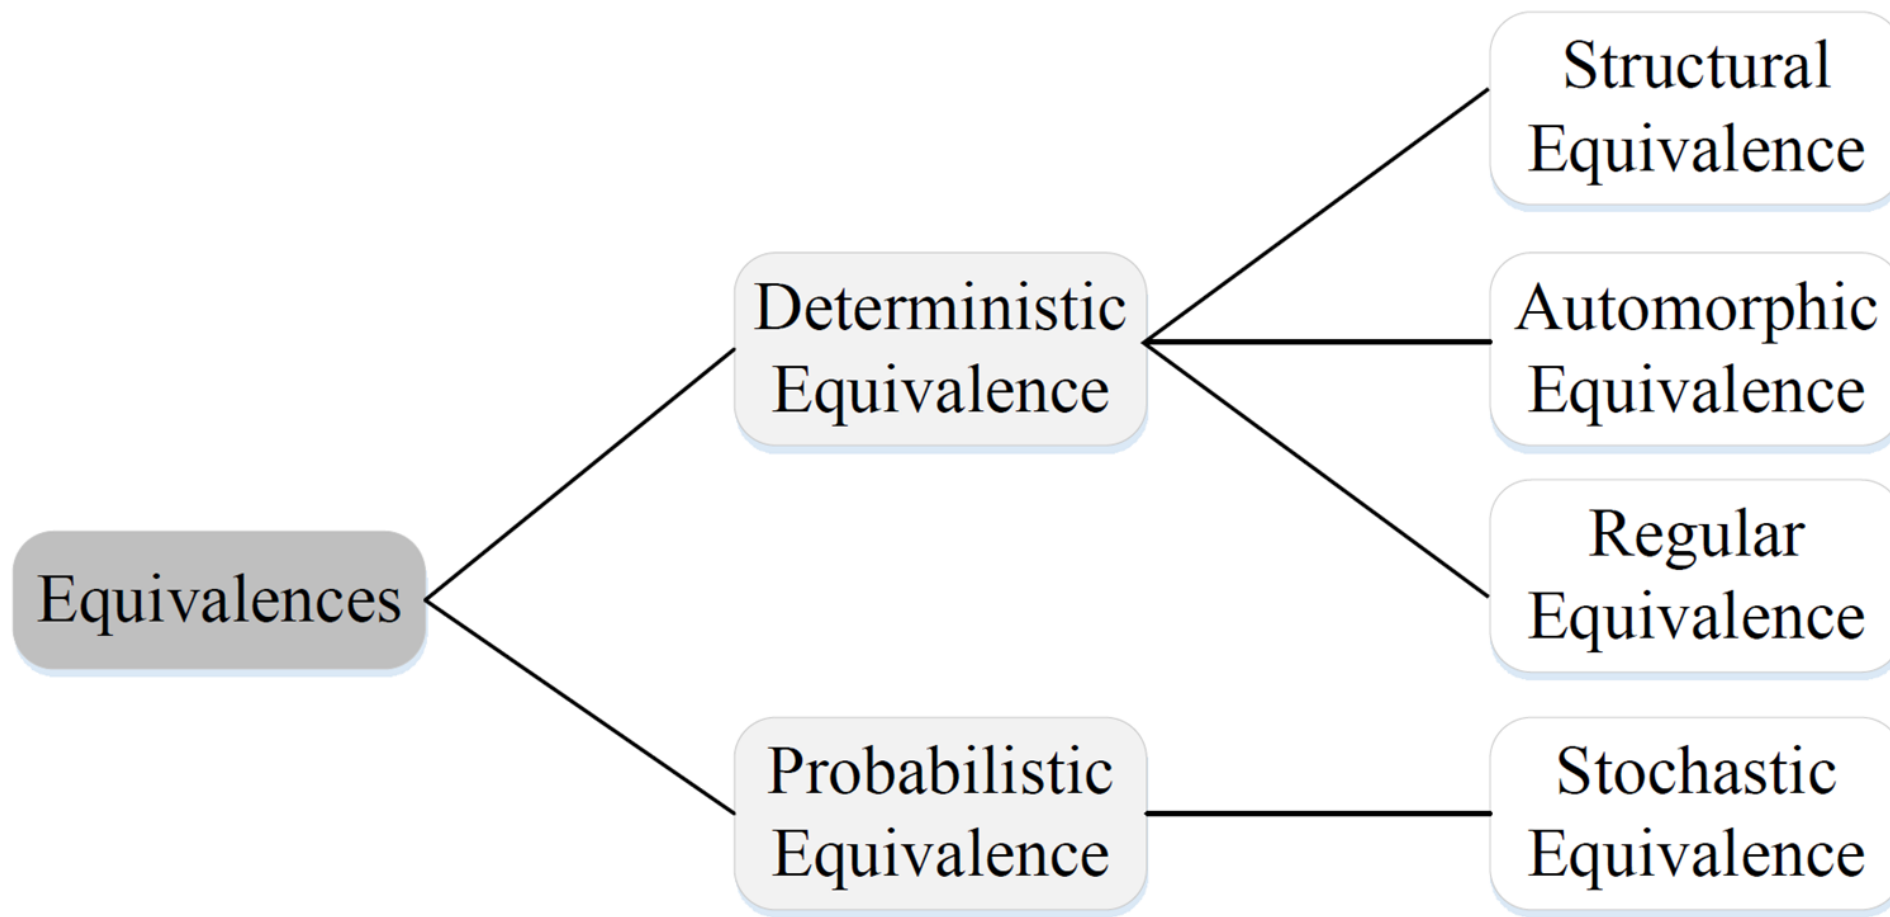 Structural
Equivalence
Deterministic
Equivalence
Automorphic
Equivalence
Regular
Equivalence
Equivalences
Probabilistic
Equivalence
Stochastic
Equivalence